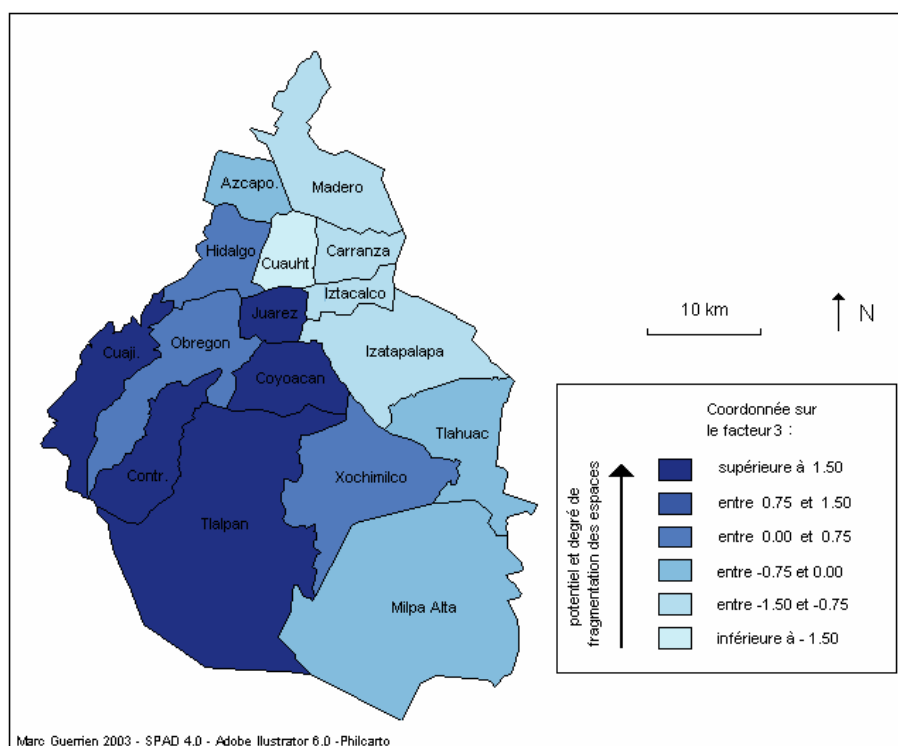 Azcapo.
Madero
Hidalgo
Cuauht
Carranza
Iztacalco
Juarez
Cuaji.
Obregon
Izatapalapa
Coyoacan
Tlahuac
Contr.
Xochimilco
Tlalpan
Milpa Alta
10 km
N
Coordonnée sur
le facteur 3 :
supérieure à 1.50
entre 0.75 et 1.50
entre 0.00 et 0.75
entre -0.75 et 0.00
entre -1.50 et -0.75
inférieure à - 1.50
potentiel et degré de
fragmentation des espaces
Marc Guerrien 2003 - SPAD 4.0 - Adobe Ilustrator 6.0 -Philcarto